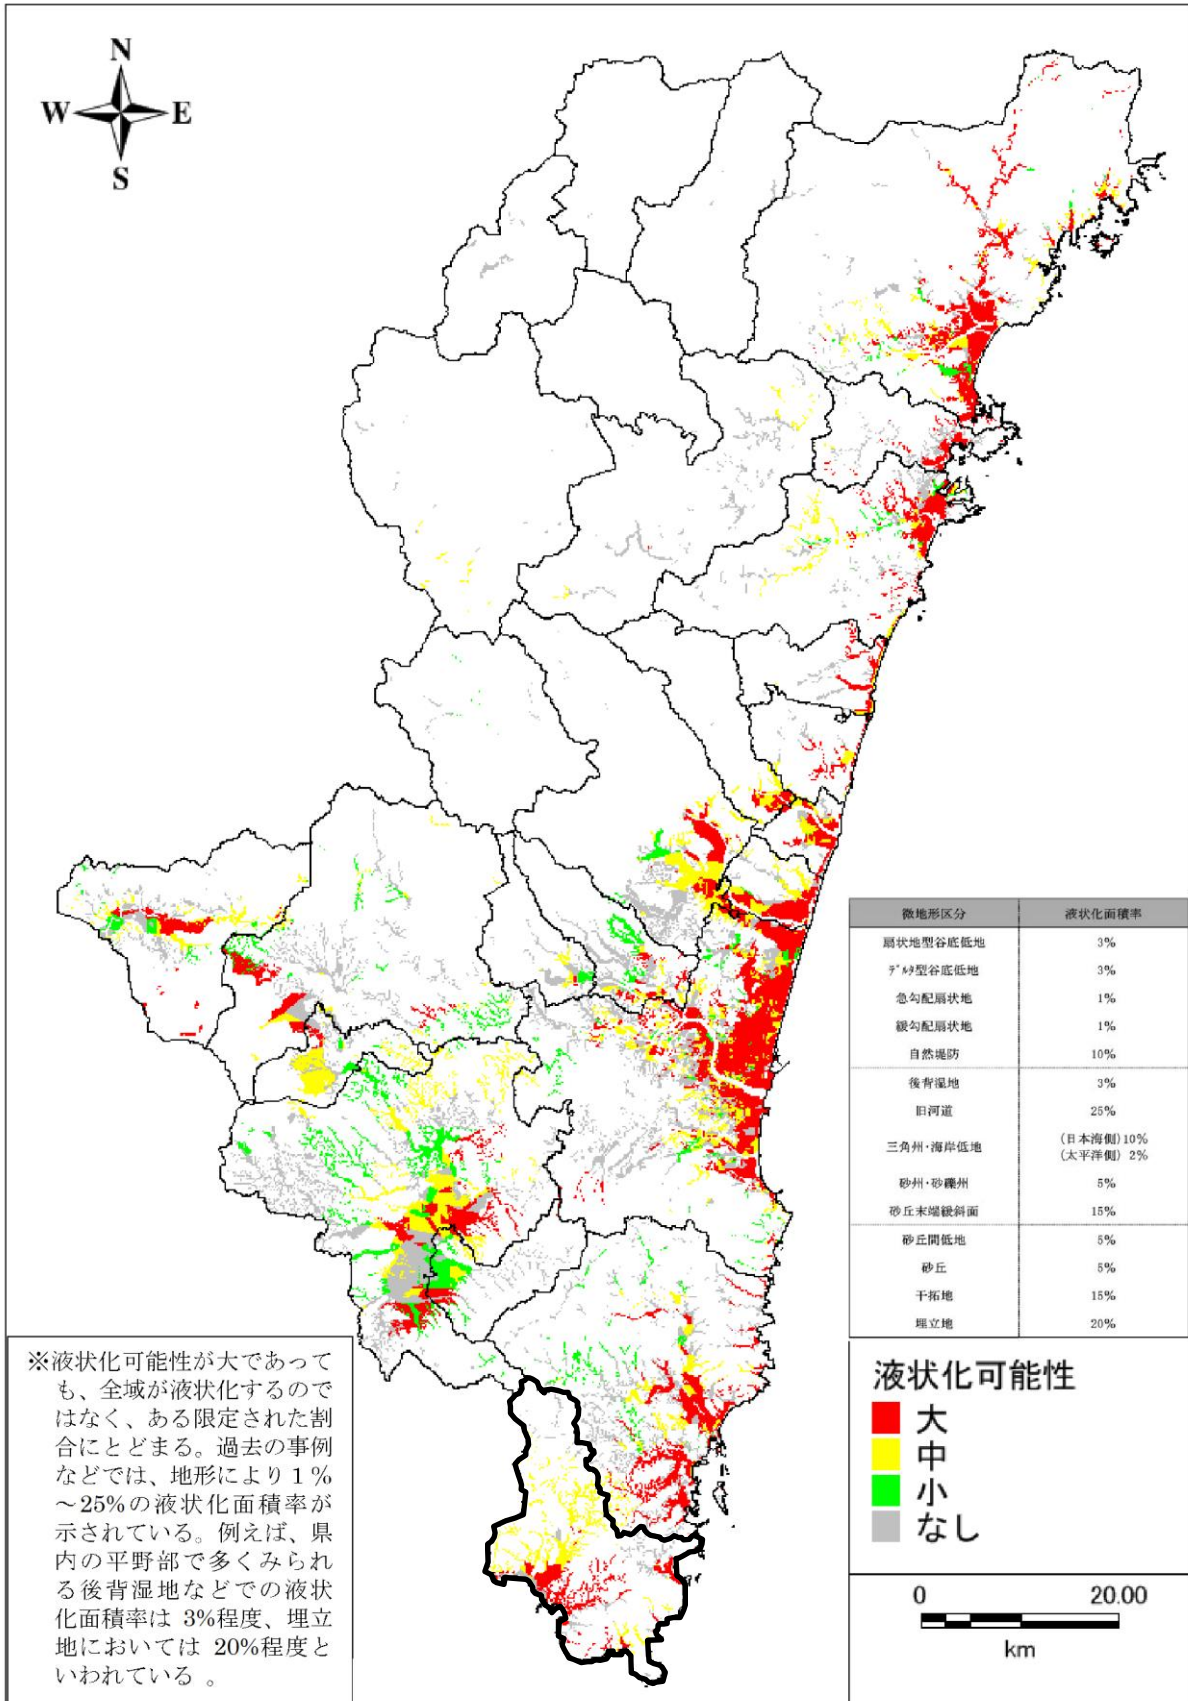 N
W E
S
微地形区分 液状化面積率
扇状地型谷底低地 3%
デルタ型谷底低地 3%
急勾配扇状地 1%
緩勾配扇状地 1%
自然堤防 10%
後背湿地 3%
旧河道 25%
三角州・海岸低地 (日本海側)10%
(太平洋側) 2%
砂州・砂礫州 5%
砂丘末端緩斜面 15%
砂丘間低地 5%
砂丘 5%
干拓地 15%
埋立地 20%
※液状化可能性が大であって
も、全域が液状化するので
はなく、ある限定された割
合にとどまる。過去の事例
などでは、地形により1%
～25%の液状化面積率が
示されている。例えば、県
内の平野部で多くみられ
る後背湿地などでの液状
化面積率は 3%程度、埋立
地においては 20%程度と
いわれている 。
液状化可能性
大
中
小
なし
0 20.00
km